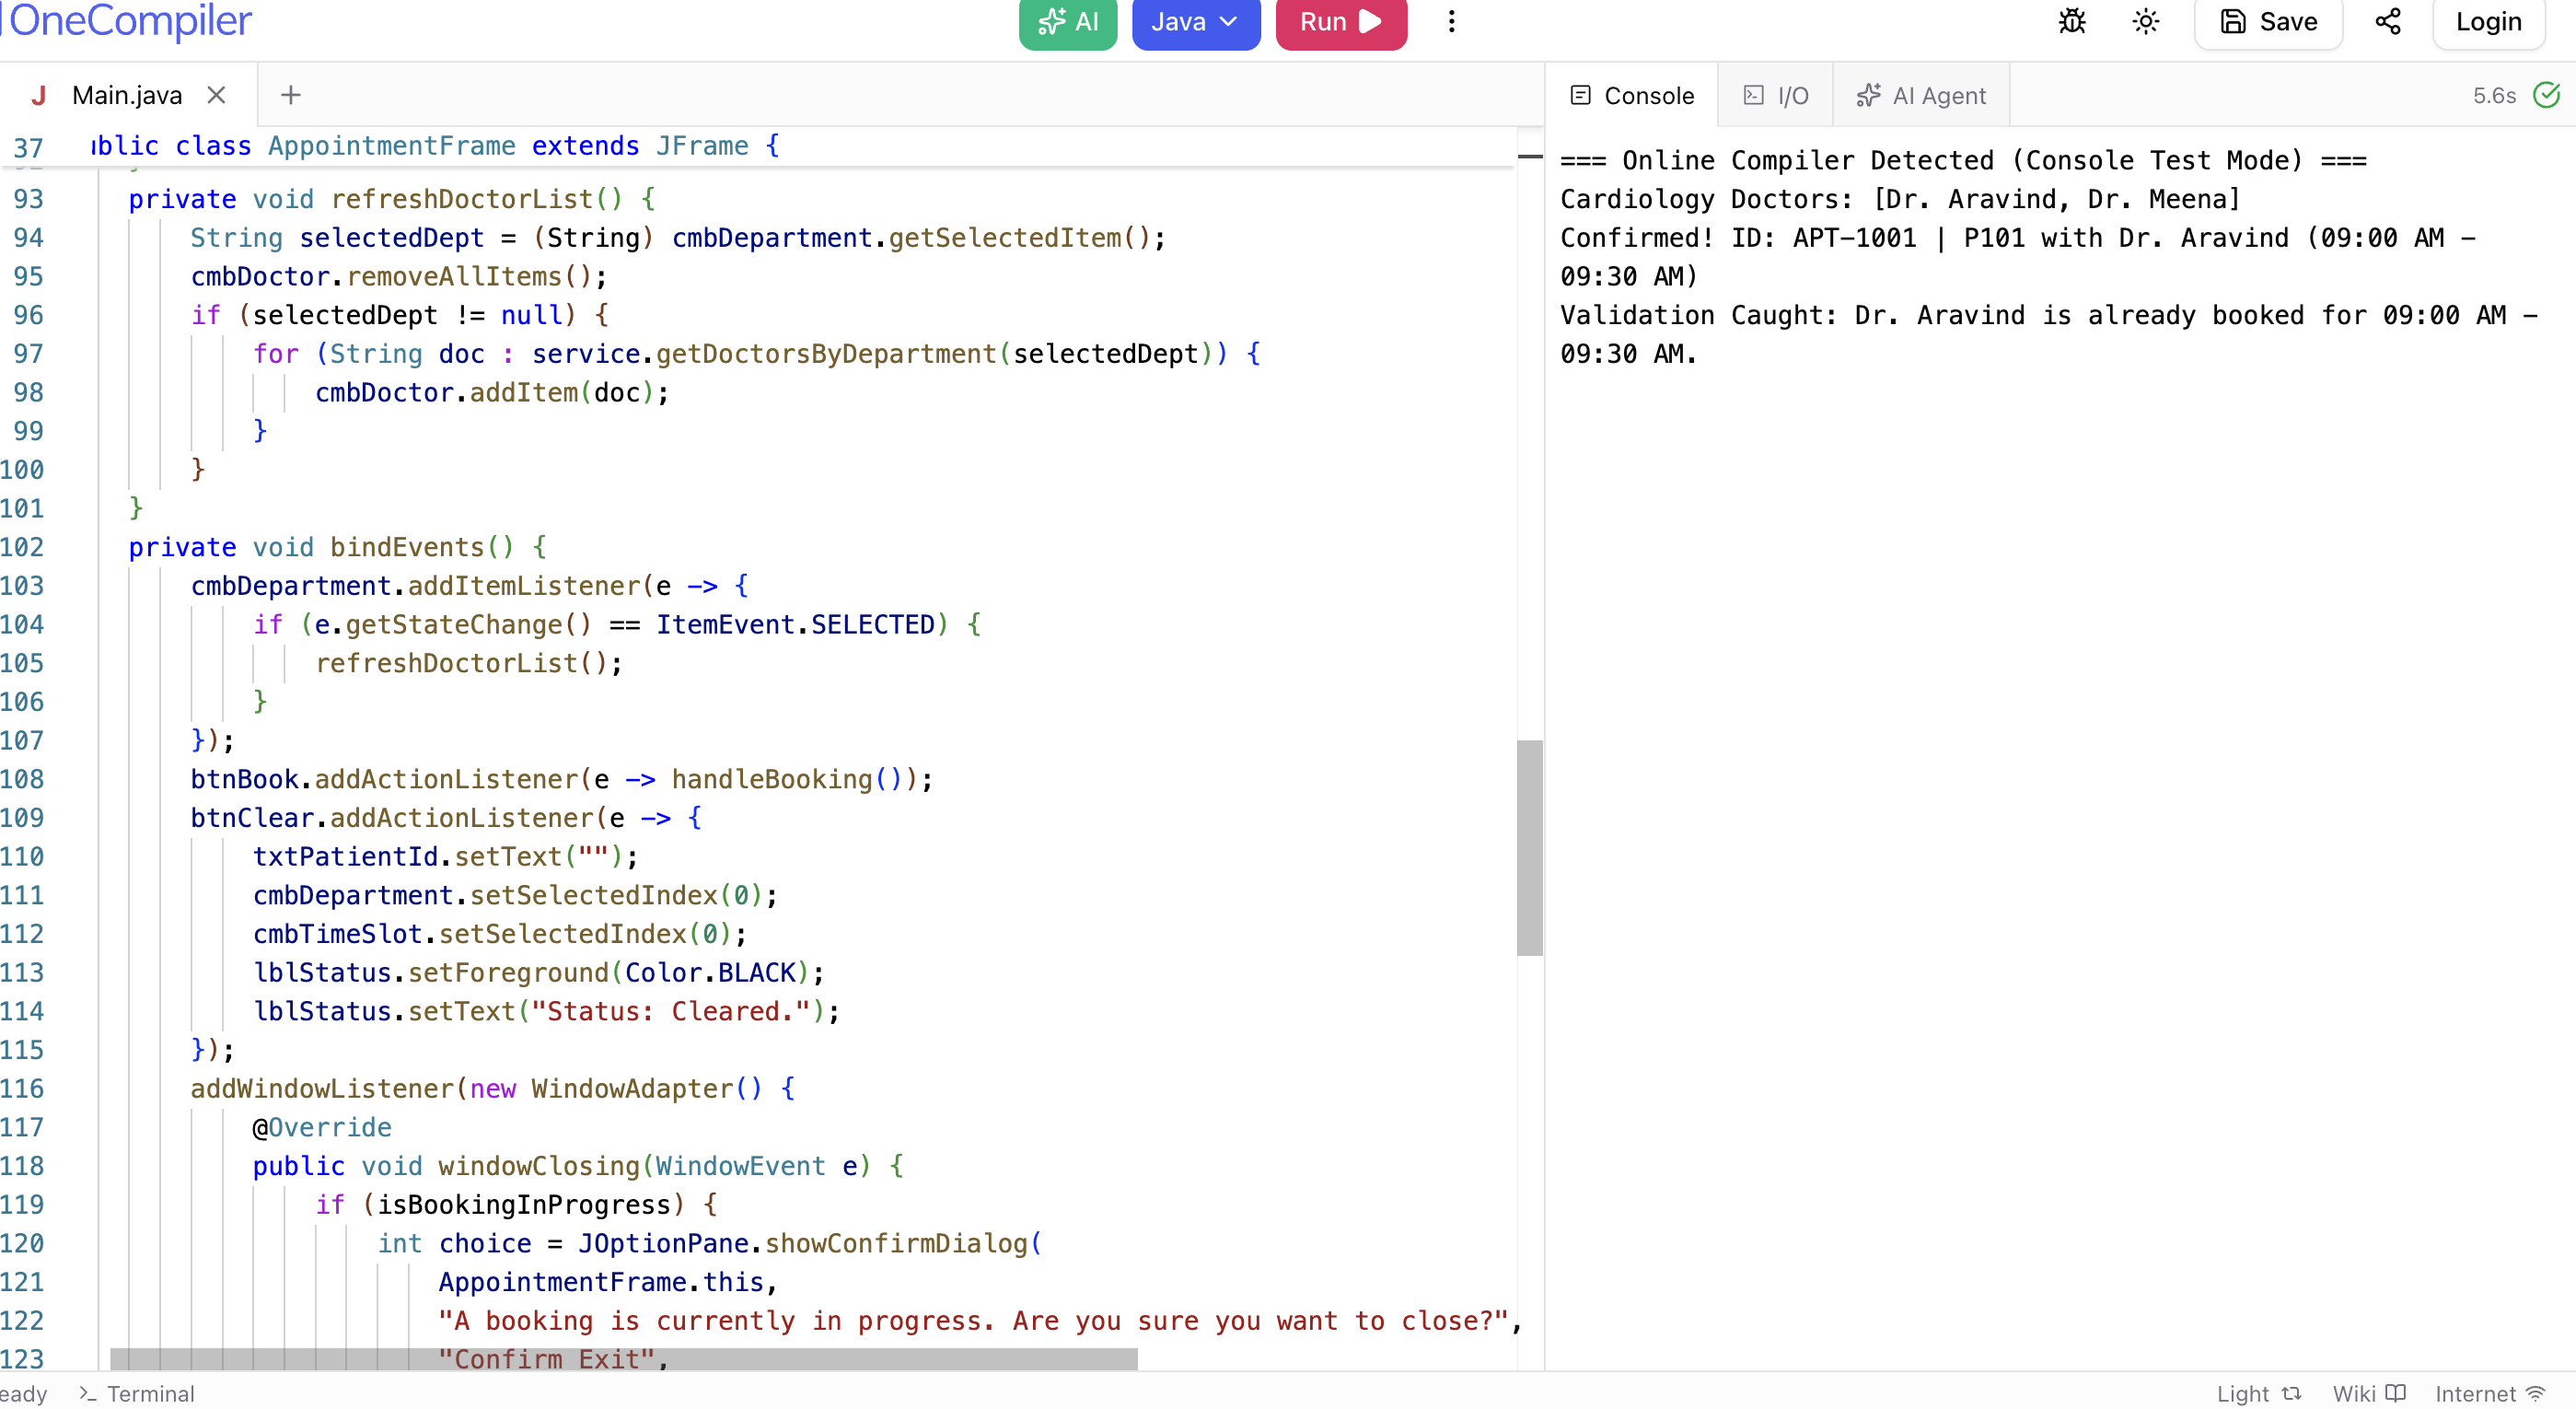 OneCompiler
AI
Java
Run
Save
Login
J Main.java
Console
I/O
AI Agent
5.6s
37 ublic class AppointmentFrame extends JFrame {
93 private void refreshDoctorList() {
94 String selectedDept = (String) cmbDepartment.getSelectedItem();
95 cmbDoctor.removeAllItems();
96 if (selectedDept != null) {
97 for (String doc : service.getDoctorsByDepartment(selectedDept)) {
98 cmbDoctor.addItem(doc);
99 }
100 }
101 }
102 private void bindEvents() {
103 cmbDepartment.addItemListener(e -> {
104 if (e.getStateChange() == ItemEvent.SELECTED) {
105 refreshDoctorList();
106 }
107 });
108 btnBook.addActionListener(e -> handleBooking());
109 btnClear.addActionListener(e -> {
110 txtPatientId.setText("");
111 cmbDepartment.setSelectedIndex(0);
112 cmbTimeSlot.setSelectedIndex(0);
113 lblStatus.setForeground(Color.BLACK);
114 lblStatus.setText("Status: Cleared.");
115 });
116 addWindowListener(new WindowAdapter() {
117 @Override
118 public void windowClosing(WindowEvent e) {
119 if (isBookingInProgress) {
120 int choice = JOptionPane.showConfirmDialog(
121 AppointmentFrame.this,
122 "A booking is currently in progress. Are you sure you want to close?",
123 "Confirm Exit",
=== Online Compiler Detected (Console Test Mode) ===
Cardiology Doctors: [Dr. Aravind, Dr. Meena]
Confirmed! ID: APT-1001 | P101 with Dr. Aravind (09:00 AM -
09:30 AM)
Validation Caught: Dr. Aravind is already booked for 09:00 AM -
09:30 AM.
eady
Terminal
Light
Wiki
Internet